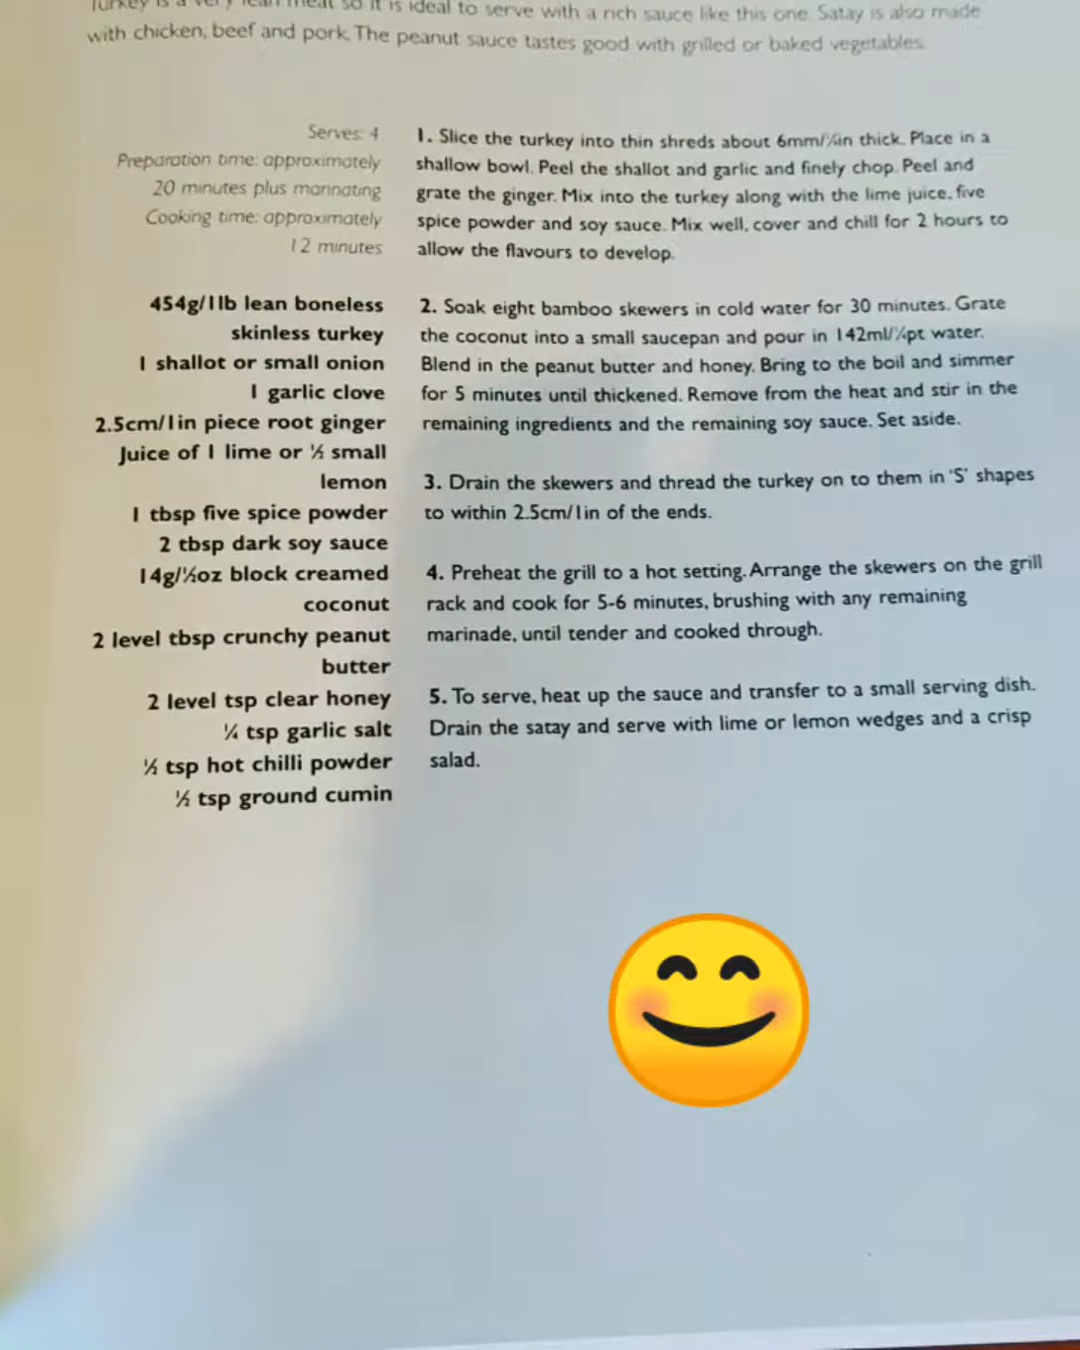 Turkey is a very lean meat so it is ideal to serve with a rich sauce like this one. Satay is also made
with chicken, beef and pork. The peanut sauce tastes good with grilled or baked vegetables.
Serves: 4
Preparation time: approximately
20 minutes plus marinating
Cooking time: approximately
12 minutes
454g/1lb lean boneless
skinless turkey
1 shallot or small onion
1 garlic clove
2.5cm/1in piece root ginger
Juice of 1 lime or ½ small
lemon
1 tbsp five spice powder
2 tbsp dark soy sauce
14g/½oz block creamed
coconut
2 level tbsp crunchy peanut
butter
2 level tsp clear honey
¼ tsp garlic salt
½ tsp hot chilli powder
½ tsp ground cumin
1. Slice the turkey into thin shreds about 6mm/¼in thick. Place in a
shallow bowl. Peel the shallot and garlic and finely chop. Peel and
grate the ginger. Mix into the turkey along with the lime juice, five
spice powder and soy sauce. Mix well, cover and chill for 2 hours to
allow the flavours to develop.
2. Soak eight bamboo skewers in cold water for 30 minutes. Grate
the coconut into a small saucepan and pour in 142ml/¼pt water.
Blend in the peanut butter and honey. Bring to the boil and simmer
for 5 minutes until thickened. Remove from the heat and stir in the
remaining ingredients and the remaining soy sauce. Set aside.
3. Drain the skewers and thread the turkey on to them in 'S' shapes
to within 2.5cm/1in of the ends.
4. Preheat the grill to a hot setting. Arrange the skewers on the grill
rack and cook for 5-6 minutes, brushing with any remaining
marinade, until tender and cooked through.
5. To serve, heat up the sauce and transfer to a small serving dish.
Drain the satay and serve with lime or lemon wedges and a crisp
salad.